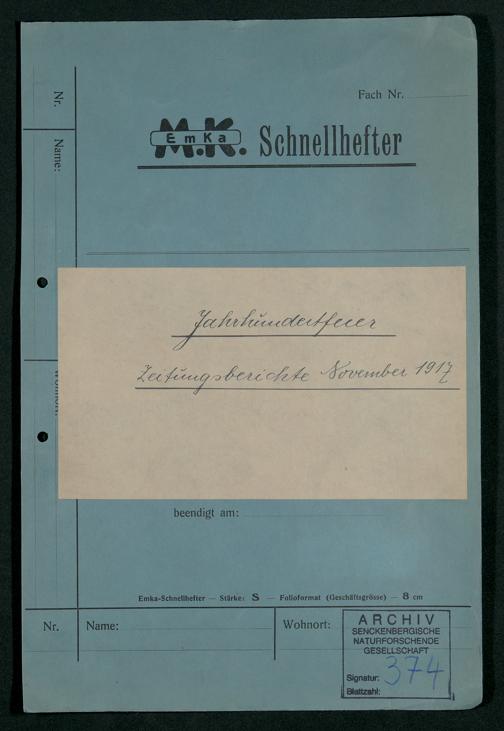 Nr.
Name:
Fach Nr.
M.K.
EmKa
Schnellhefter
Jahrhundertfeier
Zeitungsberichte November 1917
beendigt am:
Emka-Schnellhefter — Stärke: S — Folioformat (Geschäftsgrösse) — 8 cm
Nr.
Name:
Wohnort:
ARCHIV
SENCKENBERGISCHE
NATURFORSCHENDE
GESELLSCHAFT
Signatur: 374
Blattzahl: